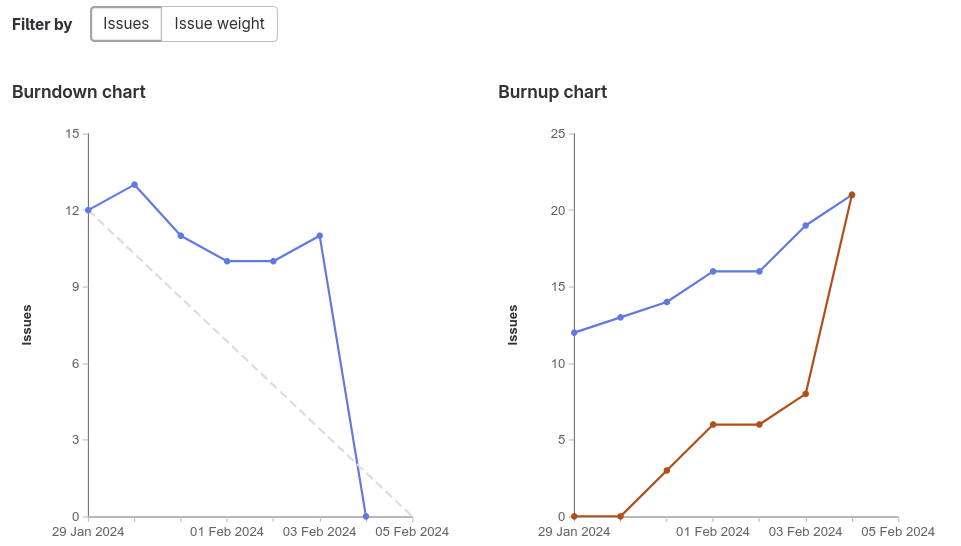 Filter by Issues Issue weight
Burndown chart
15
12
9
6
3
0
Issues
29 Jan 2024 01 Feb 2024 03 Feb 2024 05 Feb 2024
Burnup chart
25
20
15
10
5
0
Issues
29 Jan 2024 01 Feb 2024 03 Feb 2024 05 Feb 2024